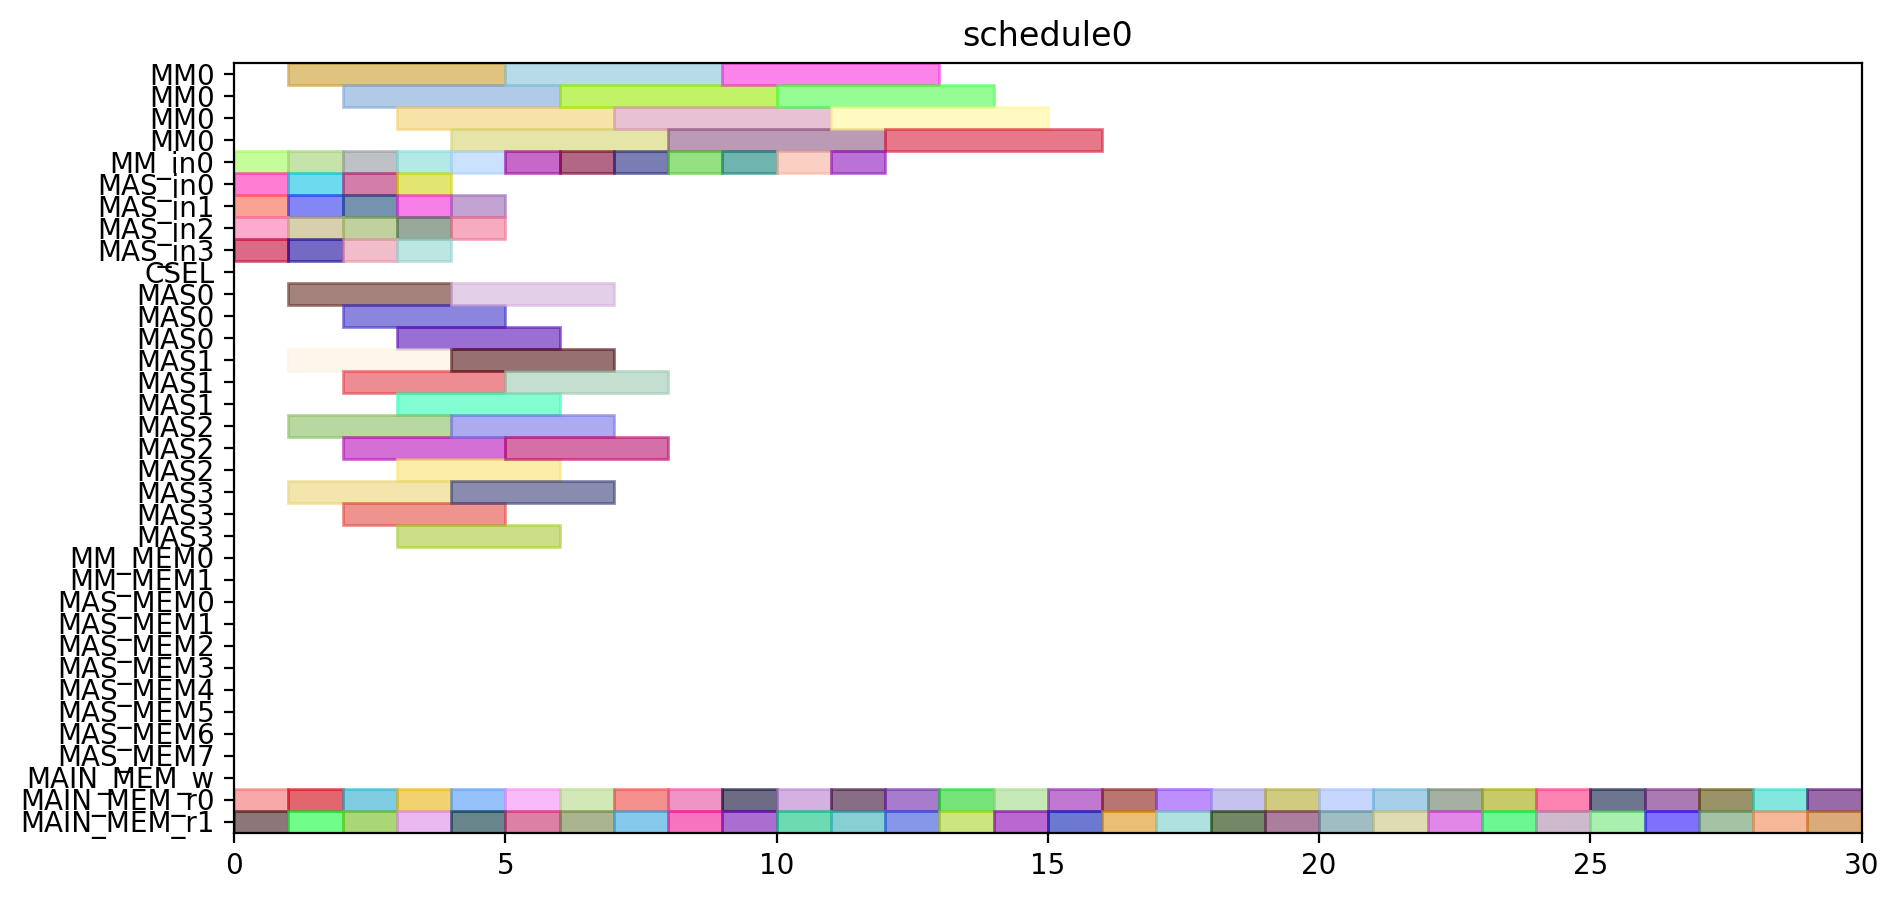 schedule0
MM0
MM0
MM0
MM0
MM_in0
MAS_in0
MAS_in1
MAS_in2
MAS_in3
CSEL
MAS0
MAS0
MAS0
MAS1
MAS1
MAS1
MAS2
MAS2
MAS2
MAS3
MAS3
MAS3
MM_MEM0
MM_MEM1
MAS_MEM0
MAS_MEM1
MAS_MEM2
MAS_MEM3
MAS_MEM4
MAS_MEM5
MAS_MEM6
MAS_MEM7
MAIN_MEM_w
MAIN_MEM_r0
MAIN_MEM_r1
0 5 10 15 20 25 30